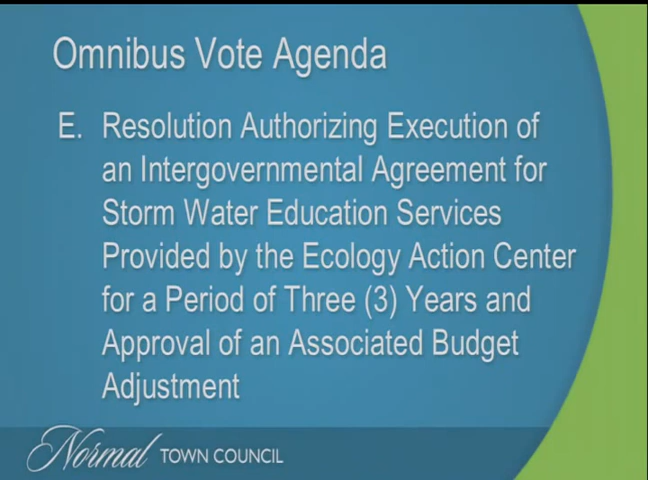 Omnibus Vote Agenda
E. Resolution Authorizing Execution of
an Intergovernmental Agreement for
Storm Water Education Services
Provided by the Ecology Action Center
for a Period of Three (3) Years and
Approval of an Associated Budget
Adjustment
Normal TOWN COUNCIL